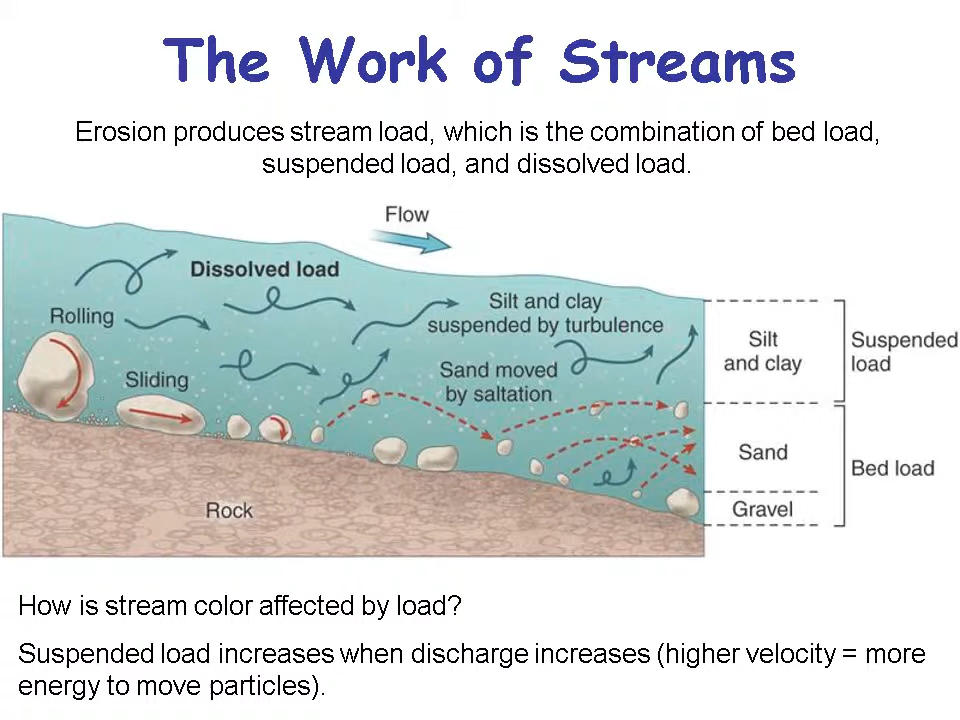 The Work of Streams
Erosion produces stream load, which is the combination of bed load,
suspended load, and dissolved load.
Flow
Dissolved load
Rolling
Silt and clay
suspended by turbulence
Sliding
Sand moved
by saltation
Rock
Silt
and clay
Suspended
load
Sand
Bed load
Gravel
How is stream color affected by load?
Suspended load increases when discharge increases (higher velocity = more
energy to move particles).